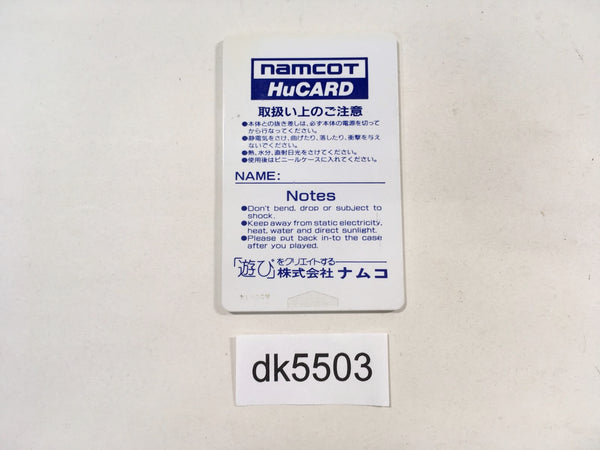 namcot
HuCARD
取扱い上のご注意
●本体との抜き差しは、必ず本体の電源を切って
から行なってください。
●静電気をさけ、曲げたり、落したり、衝撃を与え
ないでください。
●熱、水分、直射日光をさけてください。
●使用後はビニールケースに入れてください。
NAME:
Notes
●Don't bend, drop or subject to
shock.
●Keep away from static electricity,
heat, water and direct sunlight.
●Please put back in-to the case
after you played.
「遊び」をクリエイトする
株式会社 ナムコ
dk5503